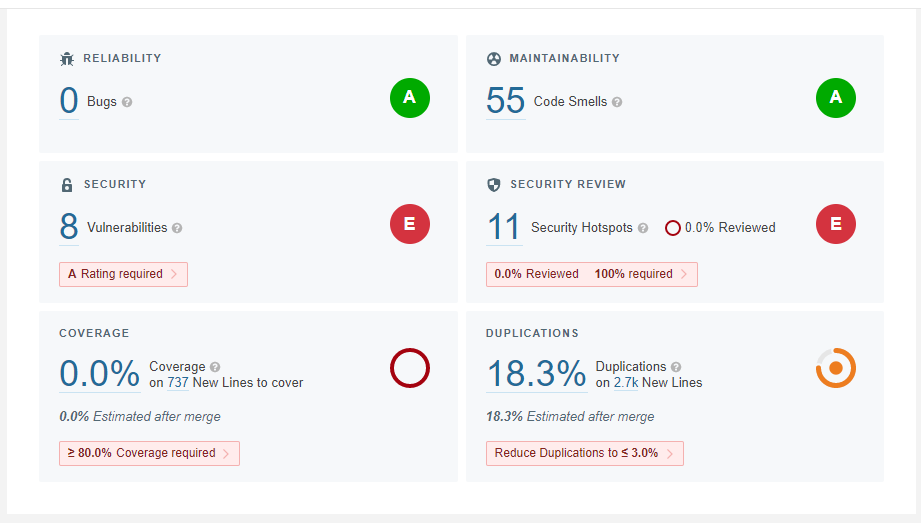 RELIABILITY
0 Bugs ?
A
MAINTAINABILITY
55 Code Smells ?
A
SECURITY
8 Vulnerabilities ?
E
A Rating required
SECURITY REVIEW
11 Security Hotspots ? 0.0% Reviewed
E
0.0% Reviewed 100% required
COVERAGE
0.0% Coverage ?
on 737 New Lines to cover
0.0% Estimated after merge
≥ 80.0% Coverage required
DUPLICATIONS
18.3% Duplications ?
on 2.7k New Lines
18.3% Estimated after merge
Reduce Duplications to ≤ 3.0%